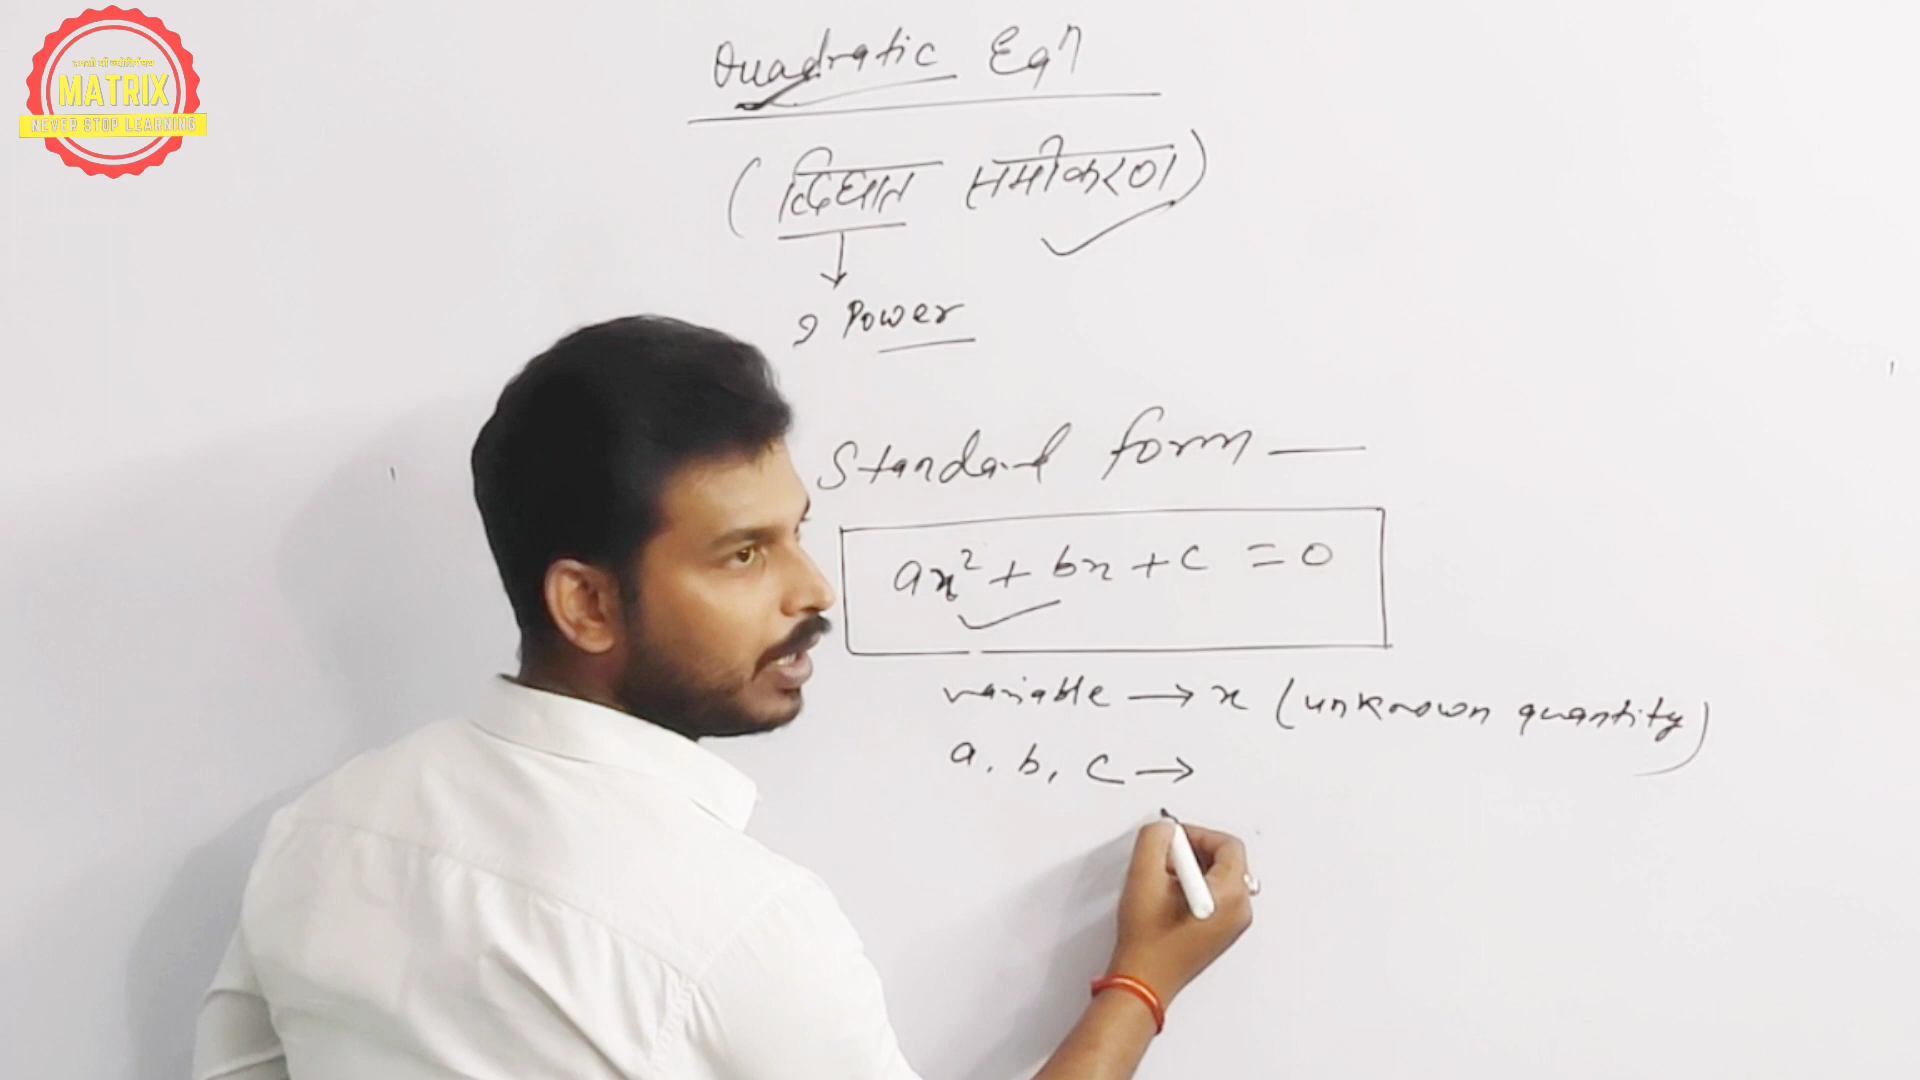 MATRIX
NEVER STOP LEARNING
Quadratic Eqn
(द्विघात समीकरण)
2 Power
Standard form —
ax² + bx + c = 0
variable → x (unknown quantity)
a, b, c →